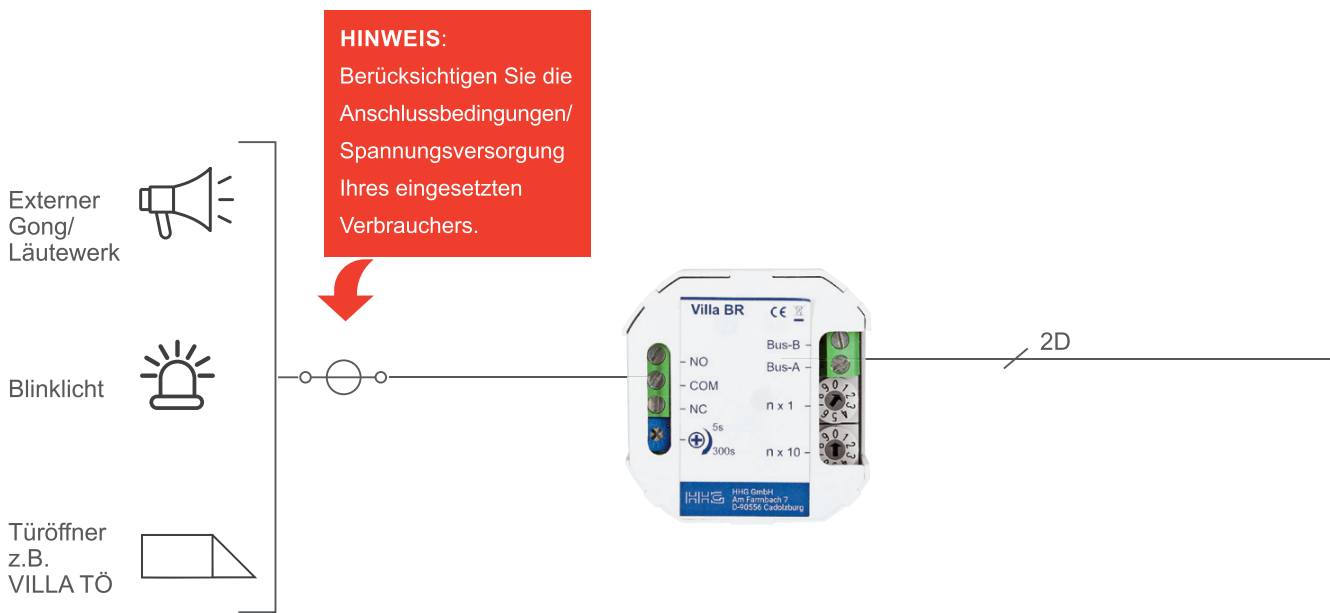 HINWEIS:
Berücksichtigen Sie die
Anschlussbedingungen/
Spannungsversorgung
Ihres eingesetzten
Verbrauchers.
Externer
Gong/
Läutewerk
Blinklicht
Türöffner
z.B.
VILLA TÖ
Villa BR
CE
NO
COM
NC
5s
300s
Bus-B
Bus-A
n x 1
n x 10
HHG
HHG GmbH
Am Farmbach 7
D-90556 Cadolzburg
2D